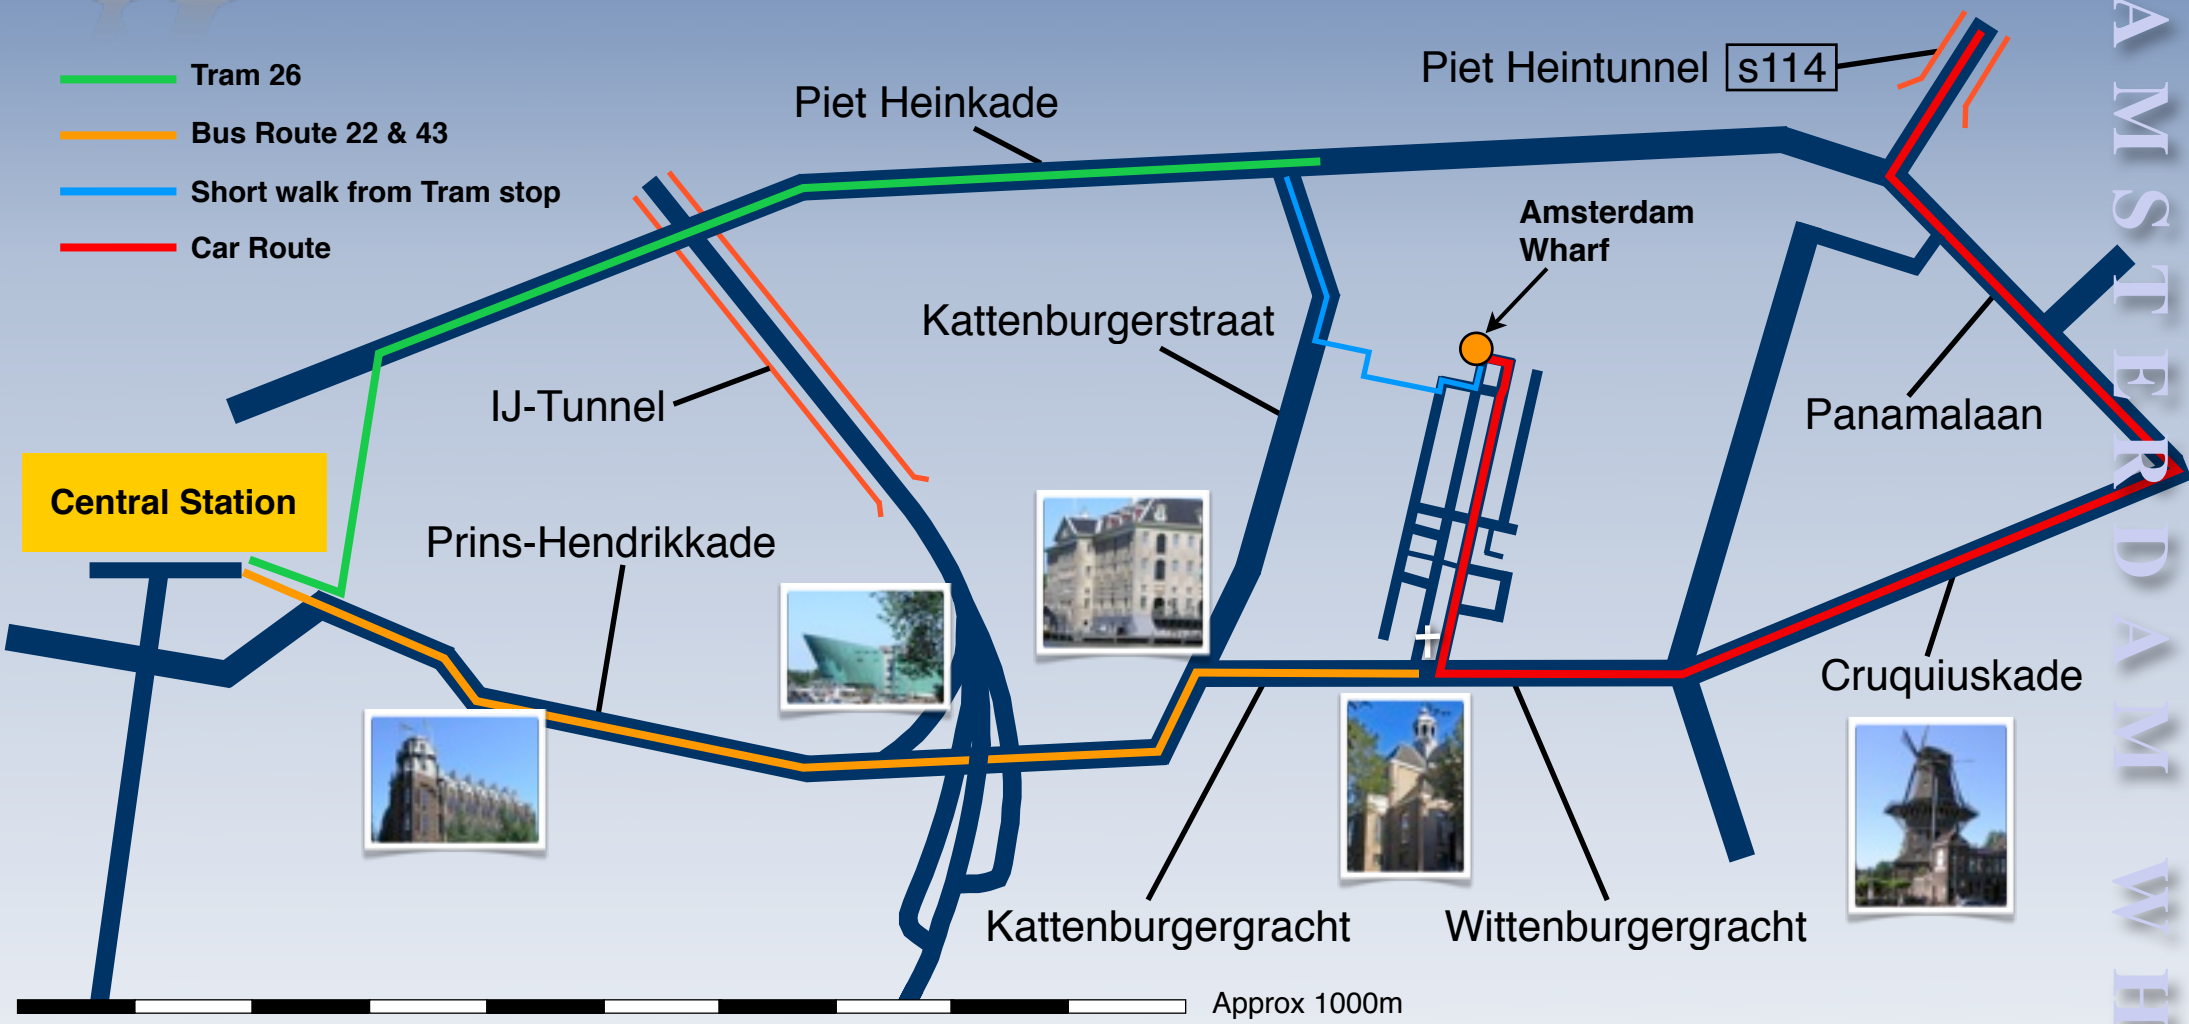 Tram 26
Bus Route 22 & 43
Short walk from Tram stop
Car Route
Piet Heinkade
Piet Heintunnel s114
Amsterdam
Wharf
Kattenburgerstraat
IJ-Tunnel
Panamalaan
Central Station
Prins-Hendrikkade
Cruquiuskade
Kattenburgergracht
Wittenburgergracht
Approx 1000m
AMSTERDAM WH